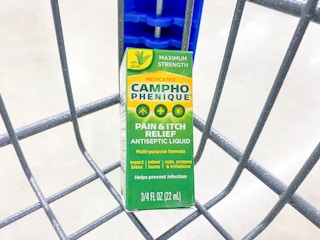 MAXIMUM
STRENGTH
MEDICATED
CAMPHO
PHENIQUE®
PAIN & ITCH
RELIEF
ANTISEPTIC LIQUID
Multi-purpose formula
insect bites | minor burns | cuts, scrapes & irritations
Helps prevent infection
3/4 FL OZ (22 mL)